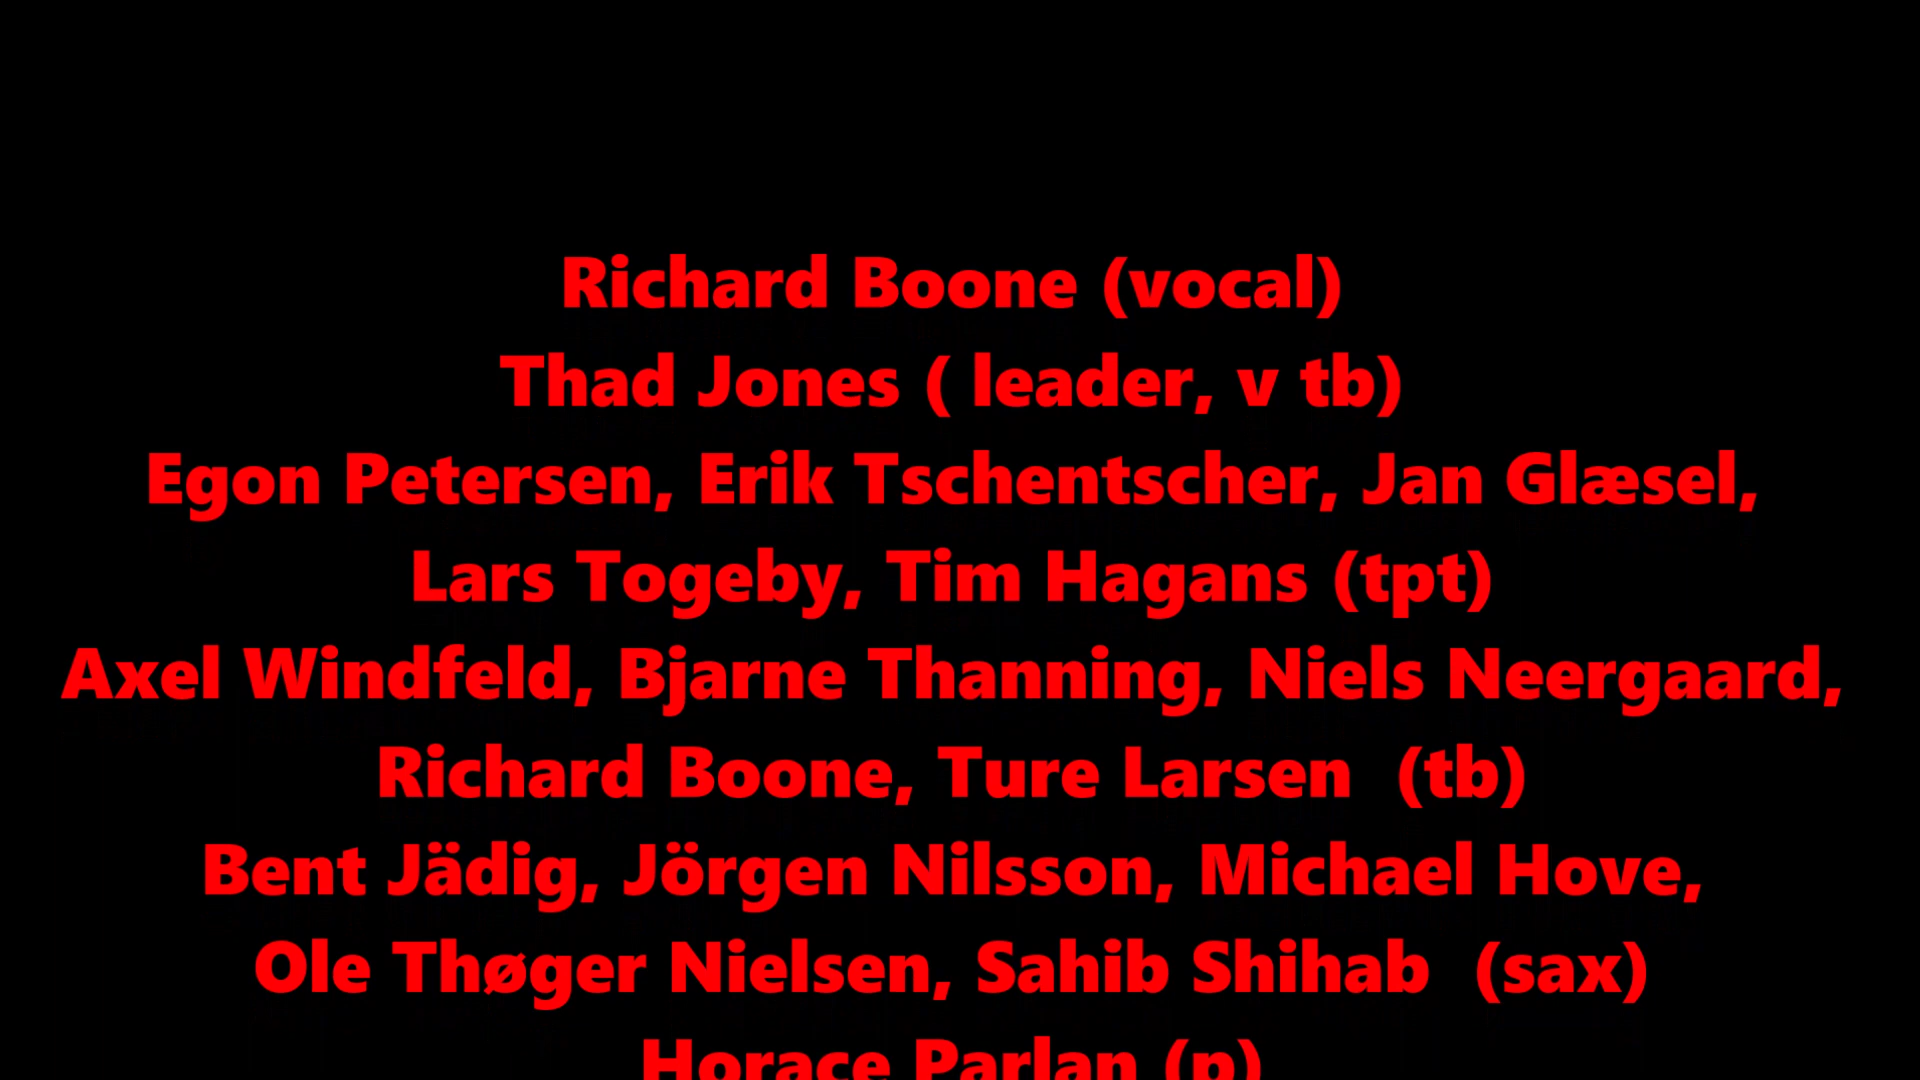 Richard Boone (vocal)
Thad Jones ( leader, v tb)
Egon Petersen, Erik Tschentscher, Jan Glæsel,
Lars Togeby, Tim Hagans (tpt)
Axel Windfeld, Bjarne Thanning, Niels Neergaard,
Richard Boone, Ture Larsen  (tb)
Bent Jädig, Jörgen Nilsson, Michael Hove,
Ole Thøger Nielsen, Sahib Shihab  (sax)
Horace Parlan (p)